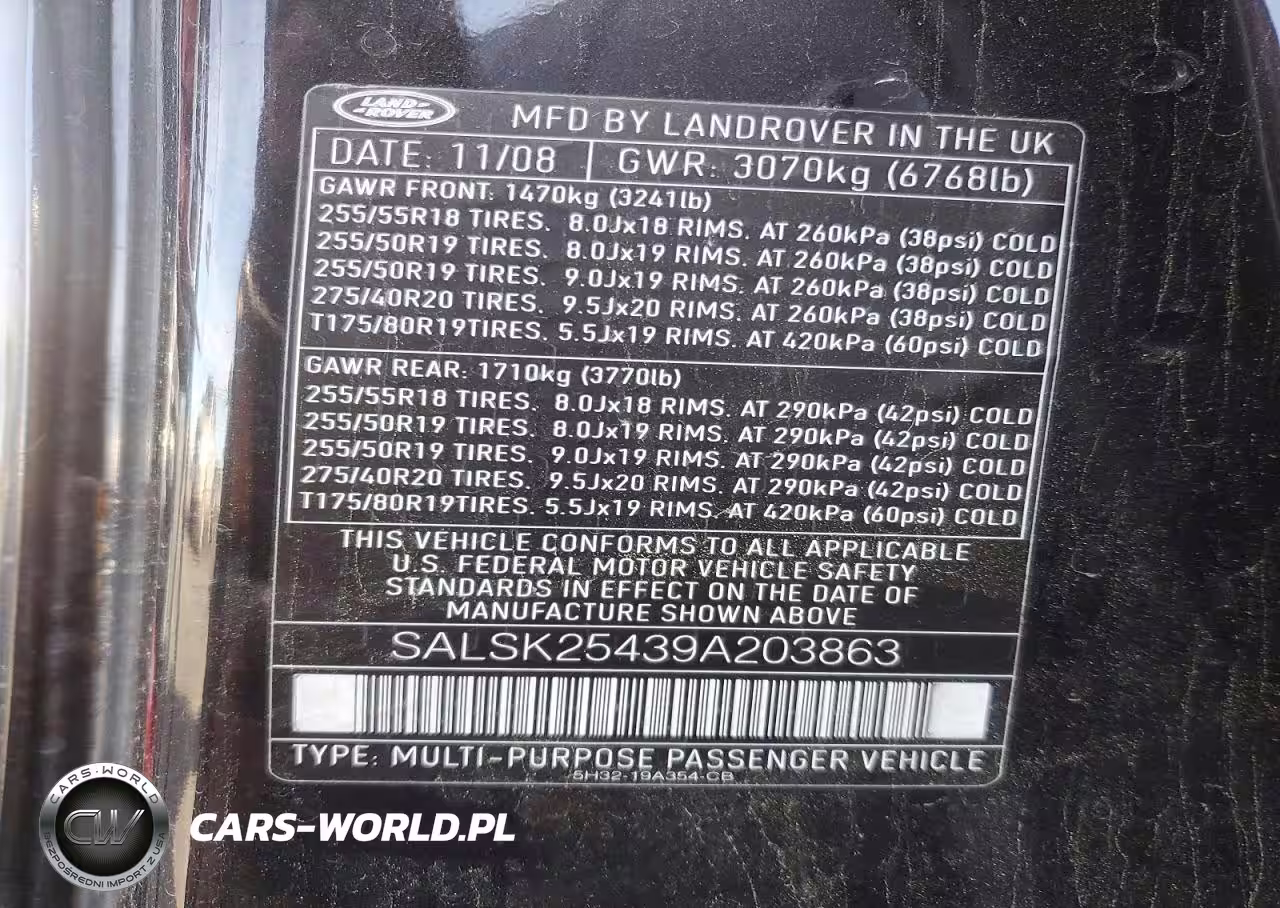 LAND-
-ROVER
MFD BY LANDROVER IN THE UK
DATE: 11/08 | GWR: 3070kg (6768lb)
GAWR FRONT: 1470kg (3241lb)
255/55R18 TIRES. 8.0Jx18 RIMS. AT 260kPa (38psi) COLD
255/50R19 TIRES. 8.0Jx19 RIMS. AT 260kPa (38psi) COLD
255/50R19 TIRES. 9.0Jx19 RIMS. AT 260kPa (38psi) COLD
275/40R20 TIRES. 9.5Jx20 RIMS. AT 260kPa (38psi) COLD
T175/80R19TIRES. 5.5Jx19 RIMS. AT 420kPa (60psi) COLD
GAWR REAR: 1710kg (3770lb)
255/55R18 TIRES. 8.0Jx18 RIMS. AT 290kPa (42psi) COLD
255/50R19 TIRES. 8.0Jx19 RIMS. AT 290kPa (42psi) COLD
255/50R19 TIRES. 9.0Jx19 RIMS. AT 290kPa (42psi) COLD
275/40R20 TIRES. 9.5Jx20 RIMS. AT 290kPa (42psi) COLD
T175/80R19TIRES. 5.5Jx19 RIMS. AT 420kPa (60psi) COLD
THIS VEHICLE CONFORMS TO ALL APPLICABLE
U.S. FEDERAL MOTOR VEHICLE SAFETY
STANDARDS IN EFFECT ON THE DATE OF
MANUFACTURE SHOWN ABOVE
SALSK25439A203863
TYPE: MULTI-PURPOSE PASSENGER VEHICLE
5H32-19A354-CB
CARS-WORLD
CW
BEZPOŚREDNI IMPORT Z USA
CARS-WORLD.PL